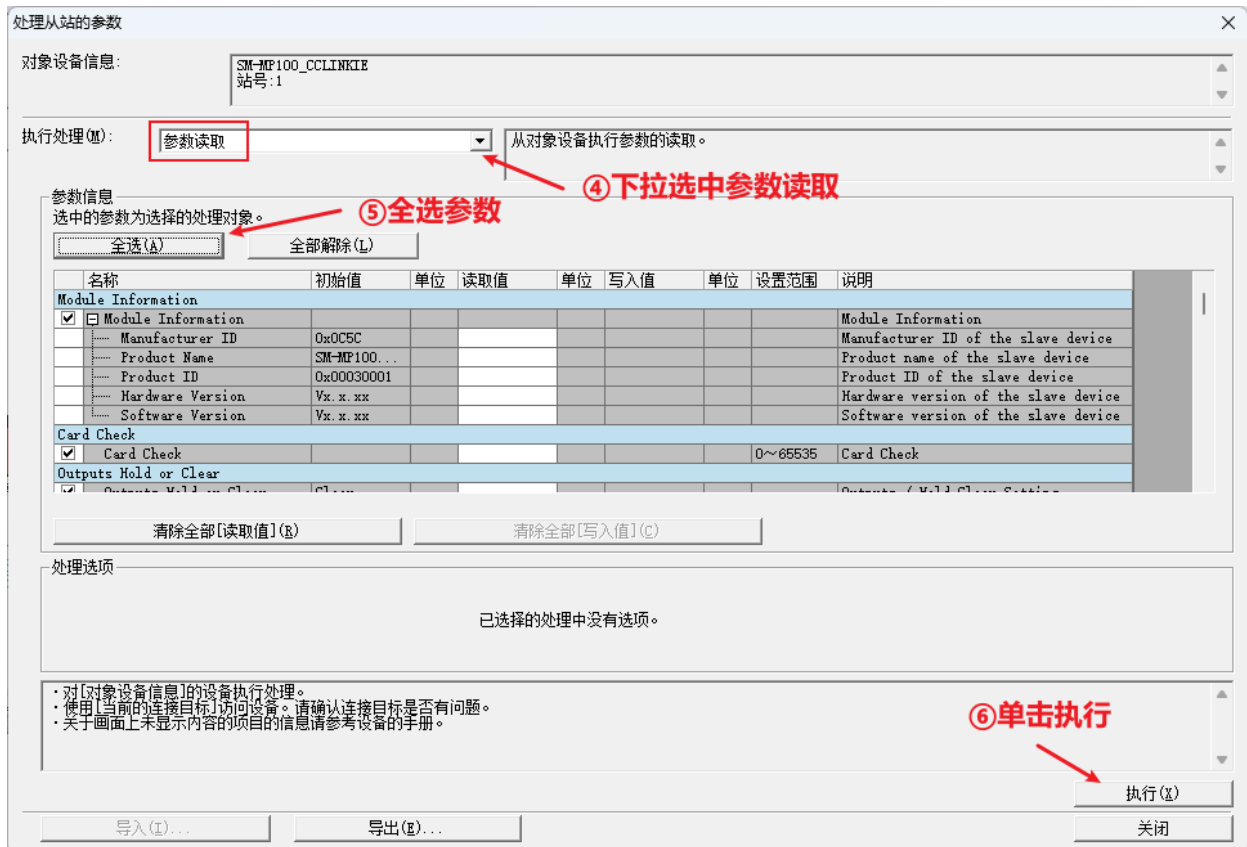 处理从站的参数
对象设备信息:
SM-MP100_CCLINKIE
站号:1
执行处理(M):
参数读取
从对象设备执行参数的读取。
④下拉选中参数读取
参数信息
选中的参数为选择的处理对象。
⑤全选参数
全选(A) 全部解除(L)
名称 初始值 单位 读取值 单位 写入值 单位 设置范围 说明
Module Information
Module Information Module Information
Manufacturer ID 0x0C5C Manufacturer ID of the slave device
Product Name SM-MP100... Product name of the slave device
Product ID 0x00030001 Product ID of the slave device
Hardware Version Vx.x.xx Hardware version of the slave device
Software Version Vx.x.xx Software version of the slave device
Card Check
Card Check 0～65535 Card Check
Outputs Hold or Clear
Outputs Hold or Clear Clear Outputs / Hold Clear Setting
清除全部[读取值](R) 清除全部[写入值](C)
处理选项
已选择的处理中没有选项。
·对[对象设备信息]的设备执行处理。
·使用[当前的连接目标]访问设备。请确认连接目标是否有问题。
·关于画面上未显示内容的项目的信息请参考设备的手册。
⑥单击执行
执行(X)
导入(I)... 导出(E)... 关闭